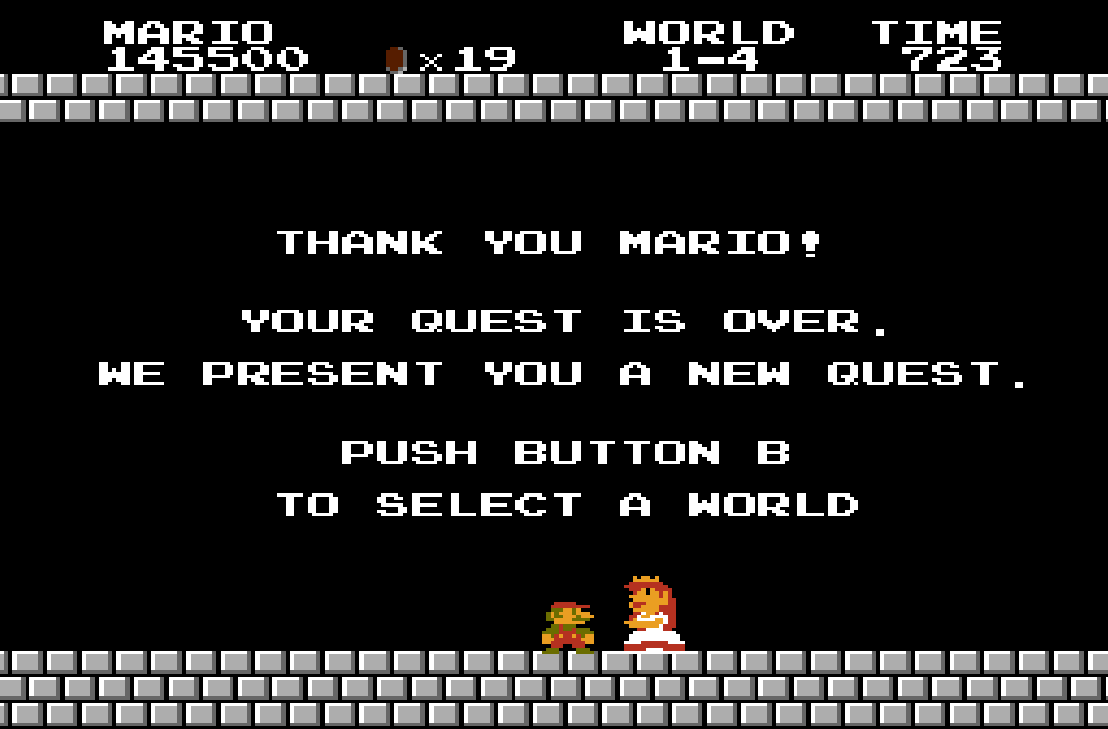 MARIO WORLD TIME
145500 ×19 1-4 723
THANK YOU MARIO!
YOUR QUEST IS OVER.
WE PRESENT YOU A NEW QUEST.
PUSH BUTTON B
TO SELECT A WORLD